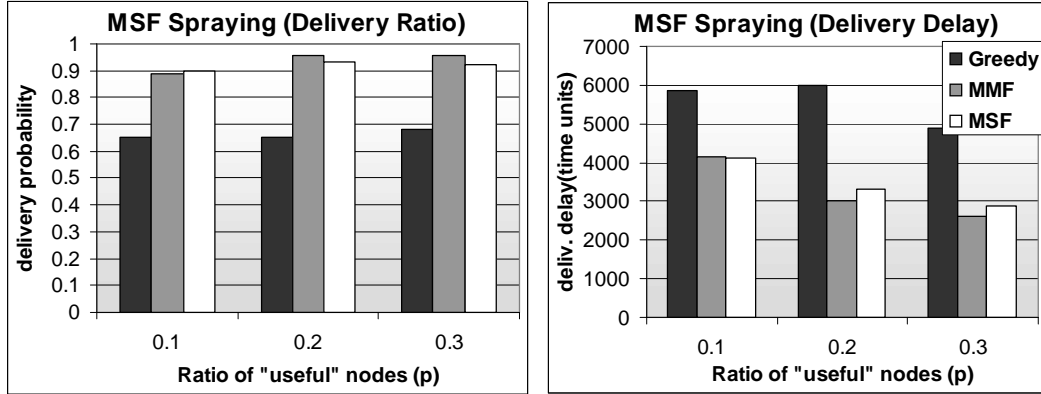 MSF Spraying (Delivery Ratio)
1
0.9
0.8
0.7
0.6
0.5
0.4
0.3
0.2
0.1
0
delivery probability
0.1
0.2
0.3
Ratio of "useful" nodes (p)
MSF Spraying (Delivery Delay)
7000
6000
5000
4000
3000
2000
1000
0
deliv. delay(time units)
Greedy
MMF
MSF
0.1
0.2
0.3
Ratio of "useful" nodes (p)